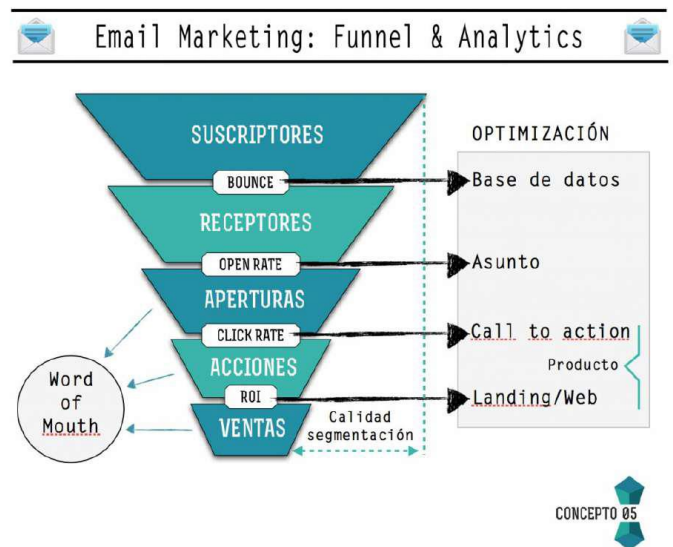 Email Marketing: Funnel & Analytics
SUSCRIPTORES
OPTIMIZACIÓN
BOUNCE
Base de datos
RECEPTORES
OPEN RATE
Asunto
APERTURAS
CLICK RATE
Call to action
ACCIONES
Producto
Word
of
Mouth
ROI
Landing/Web
VENTAS
Calidad
segmentación
CONCEPTO 05